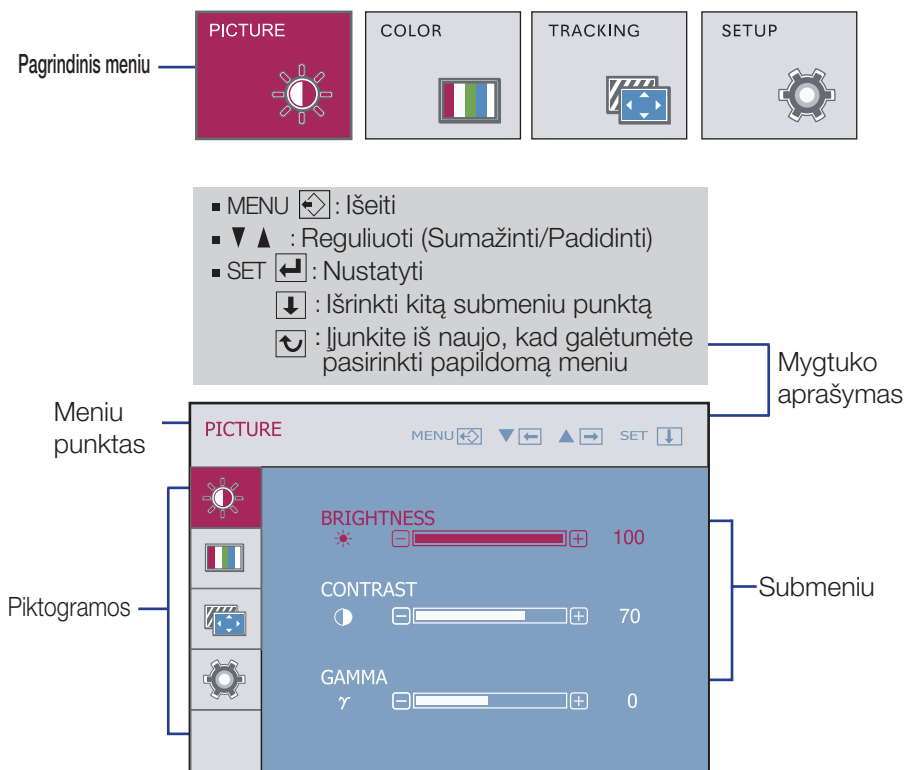 PICTURE COLOR TRACKING SETUP
Pagrindinis meniu
▪ MENU : Išeiti
▪ ▼ ▲ : Reguliuoti (Sumažinti/Padidinti)
▪ SET : Nustatyti
: Išrinkti kitą submeniu punktą
: Įjunkite iš naujo, kad galėtumėte
pasirinkti papildomą meniu
Mygtuko
aprašymas
Meniu
punktas
PICTURE MENU ▼ ▲ SET
BRIGHTNESS
100
CONTRAST
70
GAMMA
γ 0
Piktogramos
Submeniu